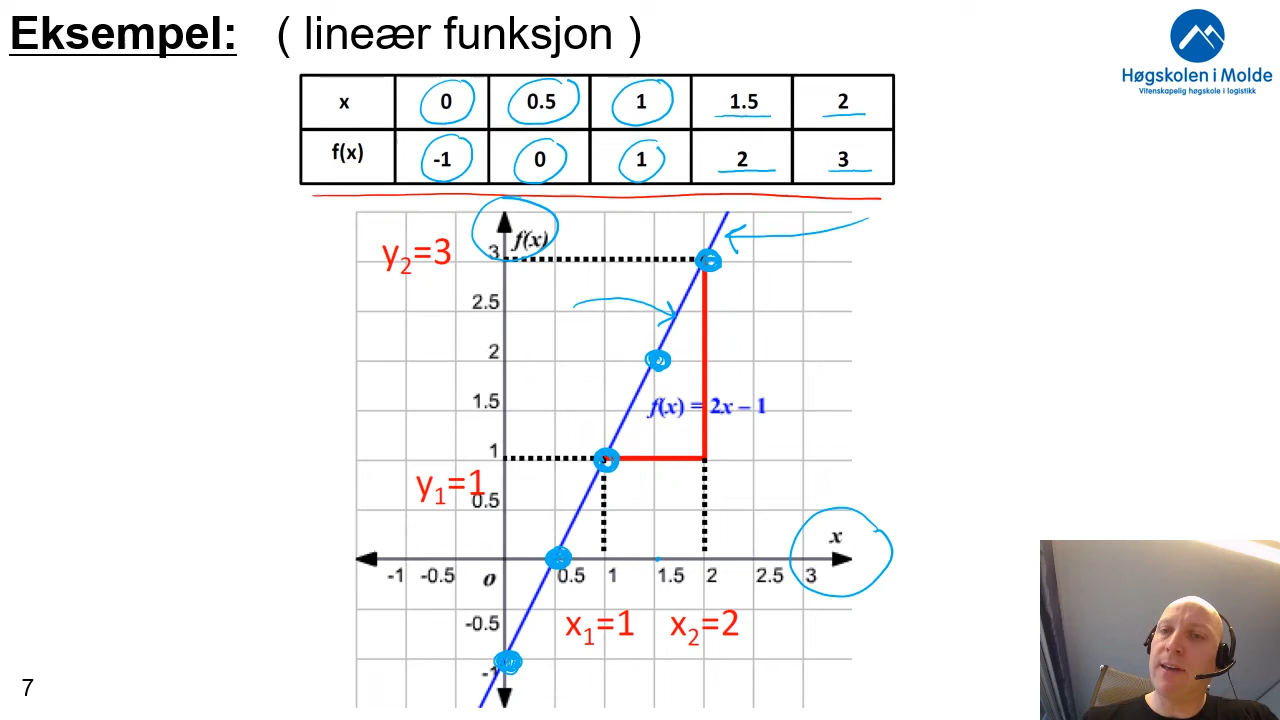 Eksempel: ( lineær funksjon )
Høgskolen i Molde
Vitenskapelig høgskole i logistikk
x 0 0.5 1 1.5 2
f(x) -1 0 1 2 3
f(x)
y₂=3
3
2.5
2
f(x) = 2x – 1
1.5
1
y₁=1
0.5
x
-1 -0.5 0 0.5 1 1.5 2 2.5 3
x₁=1 x₂=2
-0.5
-1
7